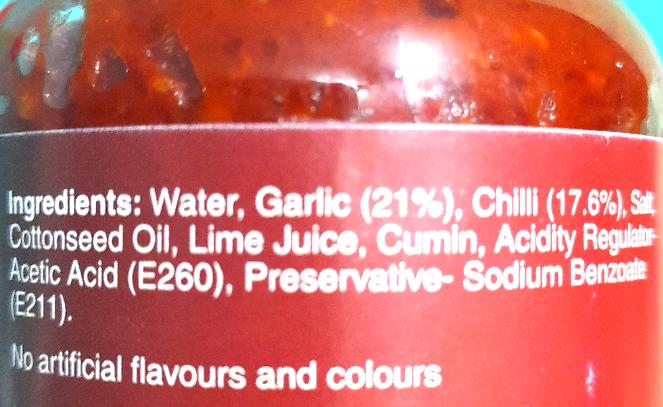 Ingredients: Water, Garlic (21%), Chilli (17.6%), Salt,
Cottonseed Oil, Lime Juice, Cumin, Acidity Regulator-
Acetic Acid (E260), Preservative- Sodium Benzoate
(E211).
No artificial flavours and colours